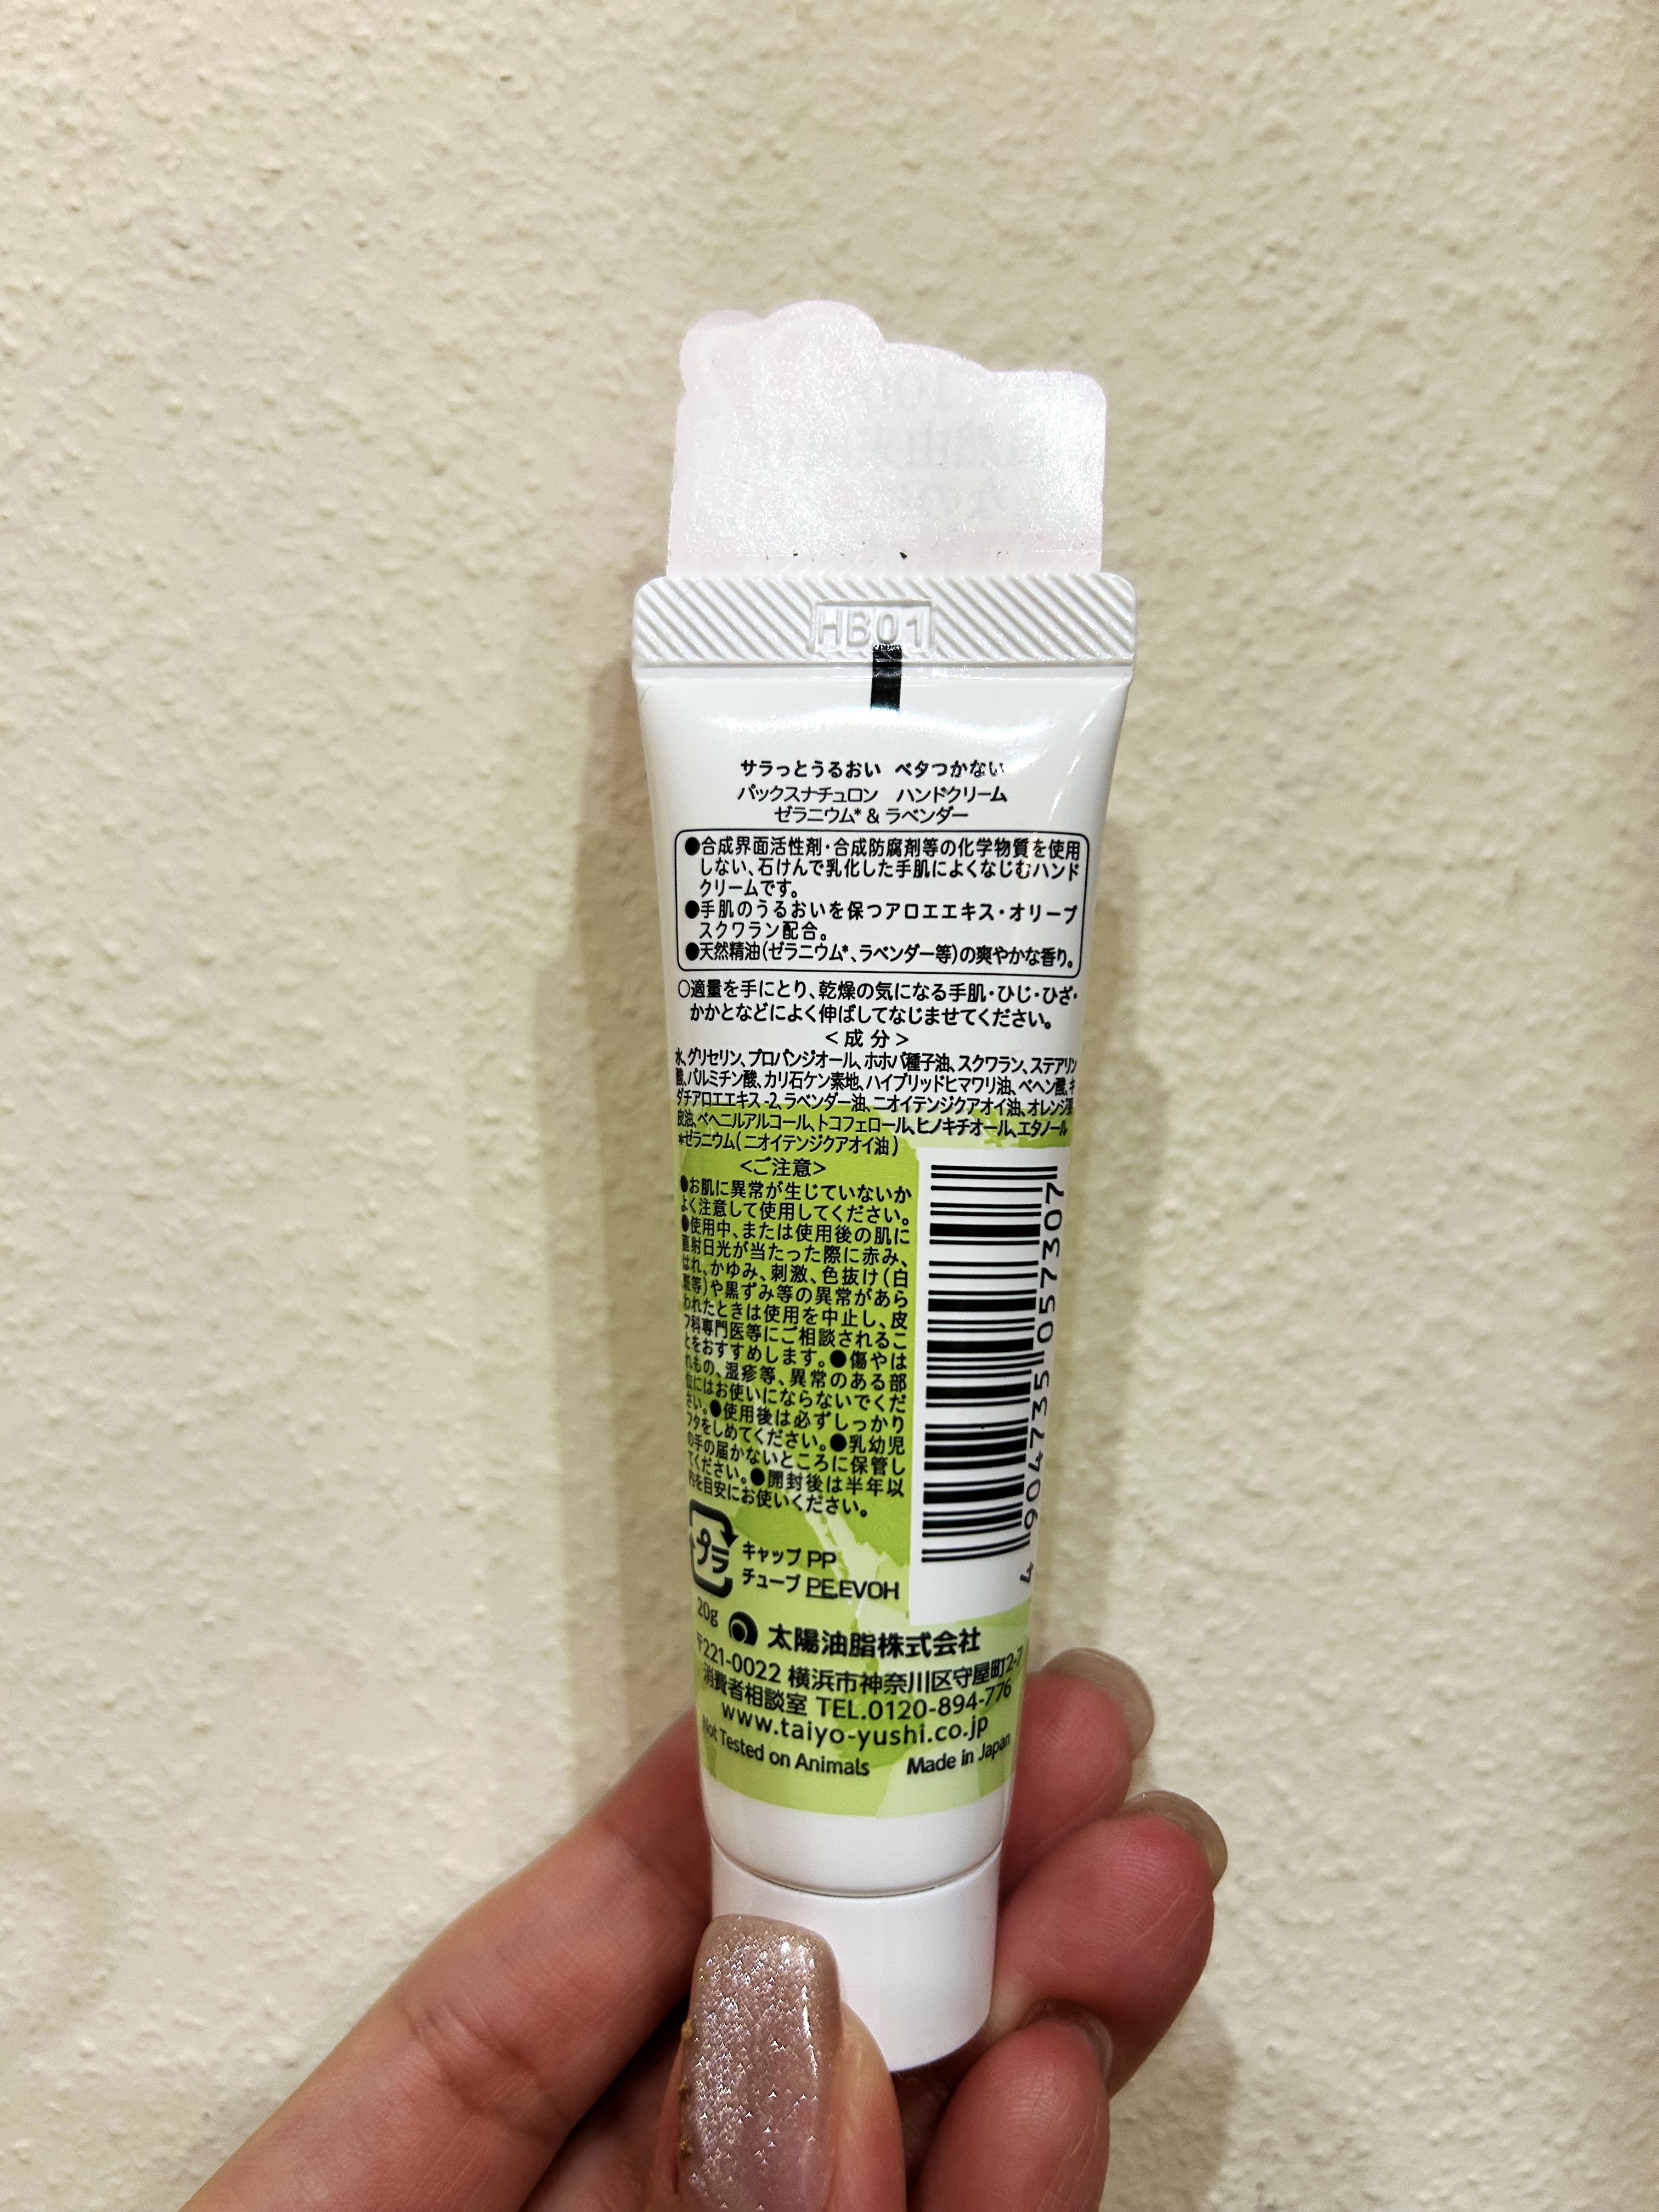 HB01
サラっとうるおい ベタつかない
パックスナチュロン ハンドクリーム
ゼラニウム* & ラベンダー
●合成界面活性剤・合成防腐剤等の化学物質を使用
しない、石けんで乳化した手肌によくなじむハンド
クリームです。
●手肌のうるおいを保つアロエエキス・オリーブ
スクワラン配合。
●天然精油(ゼラニウム*、ラベンダー等)の爽やかな香り。
○適量を手にとり、乾燥の気になる手肌・ひじ・ひざ・
かかとなどによく伸ばしてなじませてください。
<成分>
水、グリセリン、プロパンジオール、ホホバ種子油、スクワラン、ステアリン
酸、パルミチン酸、カリ石ケン素地、ハイブリッドヒマワリ油、ベヘン酸、キ
ダチアロエエキス-2、ラベンダー油、ニオイテンジクアオイ油、オレンジ果
皮油、ベヘニルアルコール、トコフェロール、ヒノキチオール、エタノール
*ゼラニウム(ニオイテンジクアオイ油)
<ご注意>
●お肌に異常が生じていないか
よく注意して使用してください。
●使用中、または使用後の肌に
直射日光が当たった際に赤み、
はれ、かゆみ、刺激、色抜け(白
斑等)や黒ずみ等の異常があら
われたときは使用を中止し、皮
フ科専門医等にご相談されるこ
とをおすすめします。●傷やは
れもの、湿疹等、異常のある部
位にはお使いにならないでくだ
さい。●使用後は必ずしっかり
フタをしめてください。●乳幼児
の手の届かないところに保管し
てください。●開封後は半年以
内を目安にお使いください。
4 904735 057307
プラ
キャップ PP
チューブ PE,EVOH
20g
太陽油脂株式会社
〒221-0022 横浜市神奈川区守屋町2-7
消費者相談室 TEL.0120-894-776
www.taiyo-yushi.co.jp
Not Tested on Animals Made in Japan